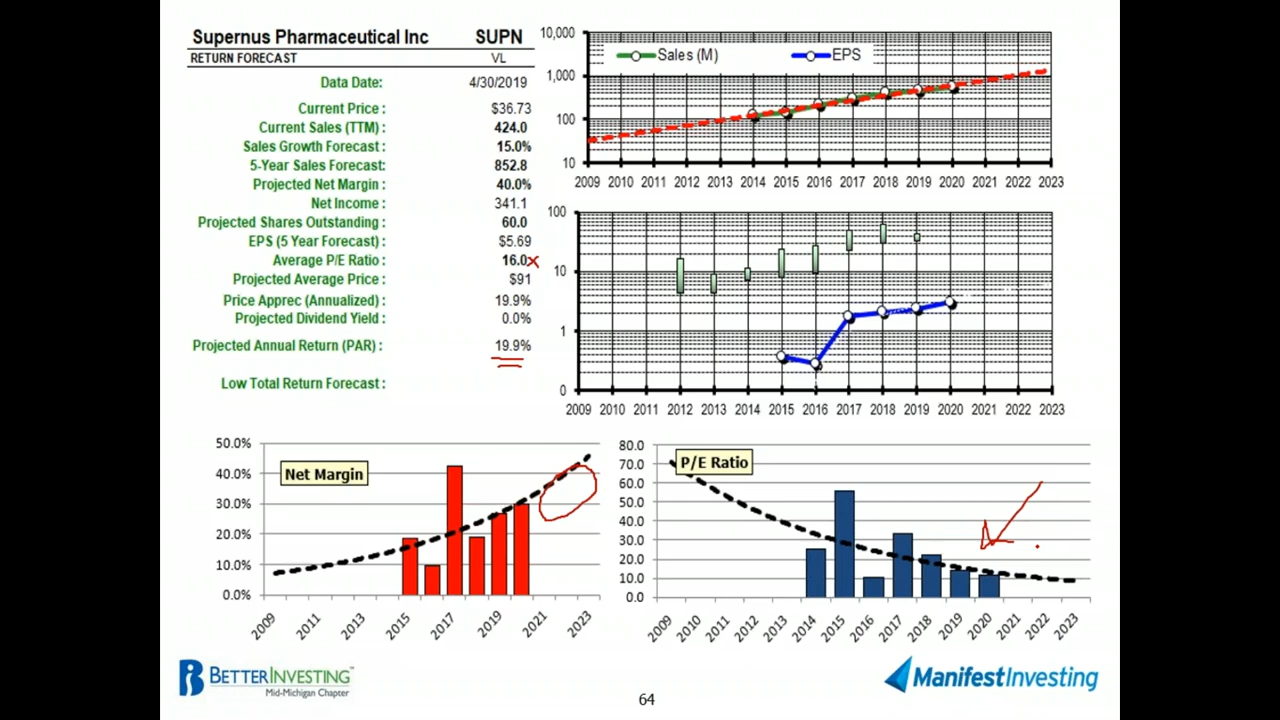 Supernus Pharmaceutical Inc SUPN
RETURN FORECAST VL
Data Date: 4/30/2019
Current Price : $36.73
Current Sales (TTM) : 424.0
Sales Growth Forecast : 15.0%
5-Year Sales Forecast: 852.8
Projected Net Margin : 40.0%
Net Income : 341.1
Projected Shares Outstanding : 60.0
EPS (5 Year Forecast) : $5.69
Average P/E Ratio : 16.0x
Projected Average Price : $91
Price Apprec (Annualized) : 19.9%
Projected Dividend Yield : 0.0%
Projected Annual Return (PAR) : 19.9%
Low Total Return Forecast :
Sales (M) EPS
10,000
1,000
100
10
2009 2010 2011 2012 2013 2014 2015 2016 2017 2018 2019 2020 2021 2022 2023
100
10
1
0
2009 2010 2011 2012 2013 2014 2015 2016 2017 2018 2019 2020 2021 2022 2023
Net Margin
50.0%
40.0%
30.0%
20.0%
10.0%
0.0%
2009 2011 2013 2015 2017 2019 2021 2023
P/E Ratio
80.0
70.0
60.0
50.0
40.0
30.0
20.0
10.0
0.0
2009 2010 2011 2012 2013 2014 2015 2016 2017 2018 2019 2020 2021 2022 2023
BETTERINVESTING™
Mid-Michigan Chapter
64
ManifestInvesting